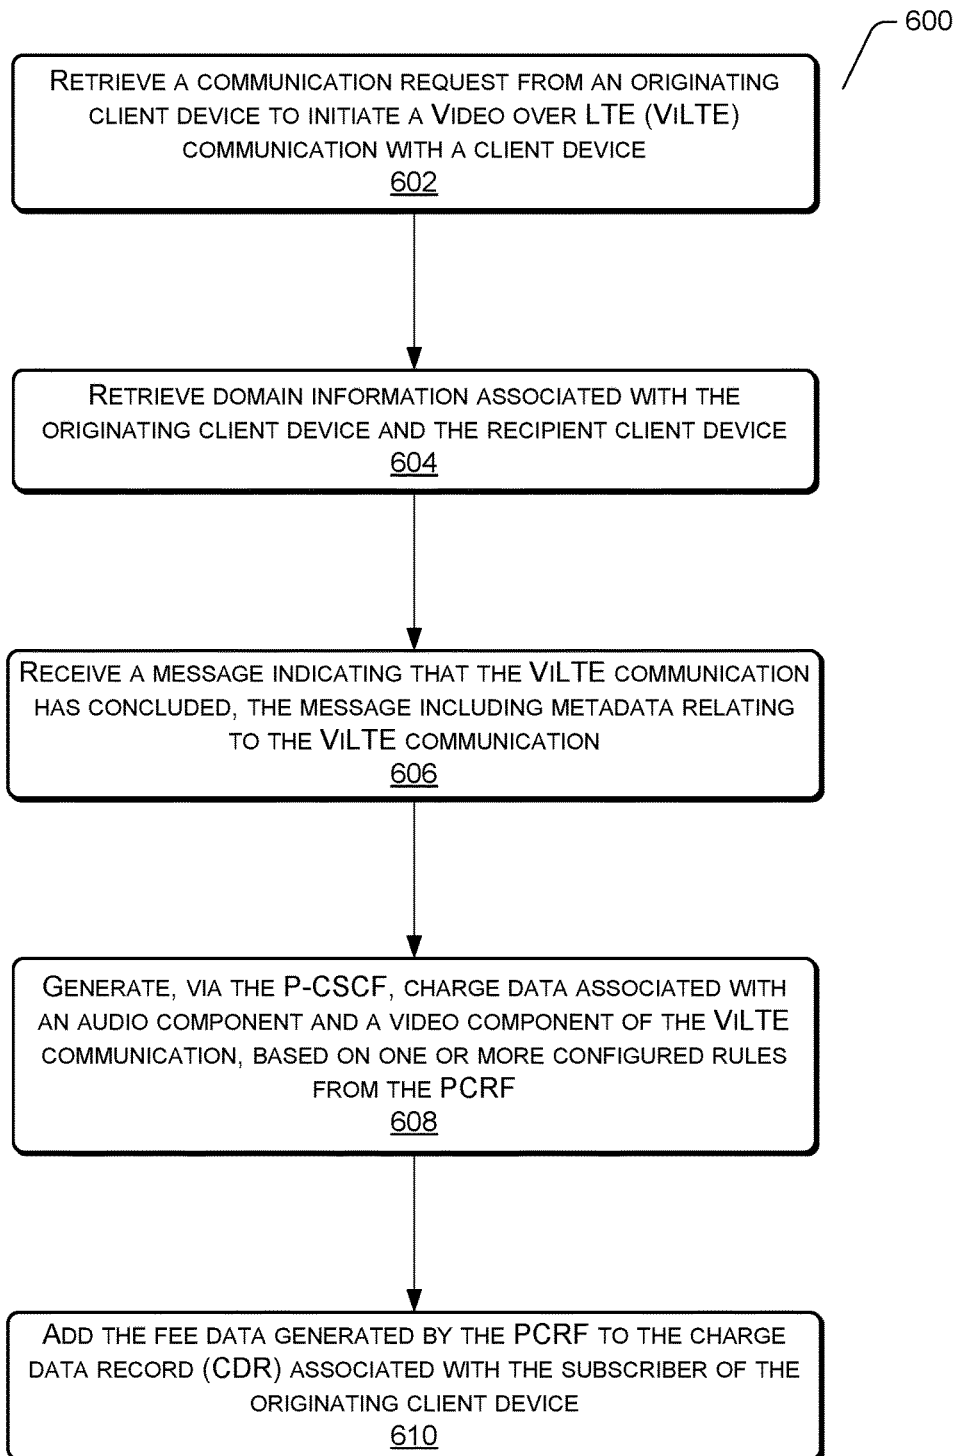 600
RETRIEVE A COMMUNICATION REQUEST FROM AN ORIGINATING
CLIENT DEVICE TO INITIATE A VIDEO OVER LTE (VILTE)
COMMUNICATION WITH A CLIENT DEVICE
602
RETRIEVE DOMAIN INFORMATION ASSOCIATED WITH THE
ORIGINATING CLIENT DEVICE AND THE RECIPIENT CLIENT DEVICE
604
RECEIVE A MESSAGE INDICATING THAT THE VILTE COMMUNICATION
HAS CONCLUDED, THE MESSAGE INCLUDING METADATA RELATING
TO THE VILTE COMMUNICATION
606
GENERATE, VIA THE P-CSCF, CHARGE DATA ASSOCIATED WITH
AN AUDIO COMPONENT AND A VIDEO COMPONENT OF THE VILTE
COMMUNICATION, BASED ON ONE OR MORE CONFIGURED RULES
FROM THE PCRF
608
ADD THE FEE DATA GENERATED BY THE PCRF TO THE CHARGE
DATA RECORD (CDR) ASSOCIATED WITH THE SUBSCRIBER OF THE
ORIGINATING CLIENT DEVICE
610